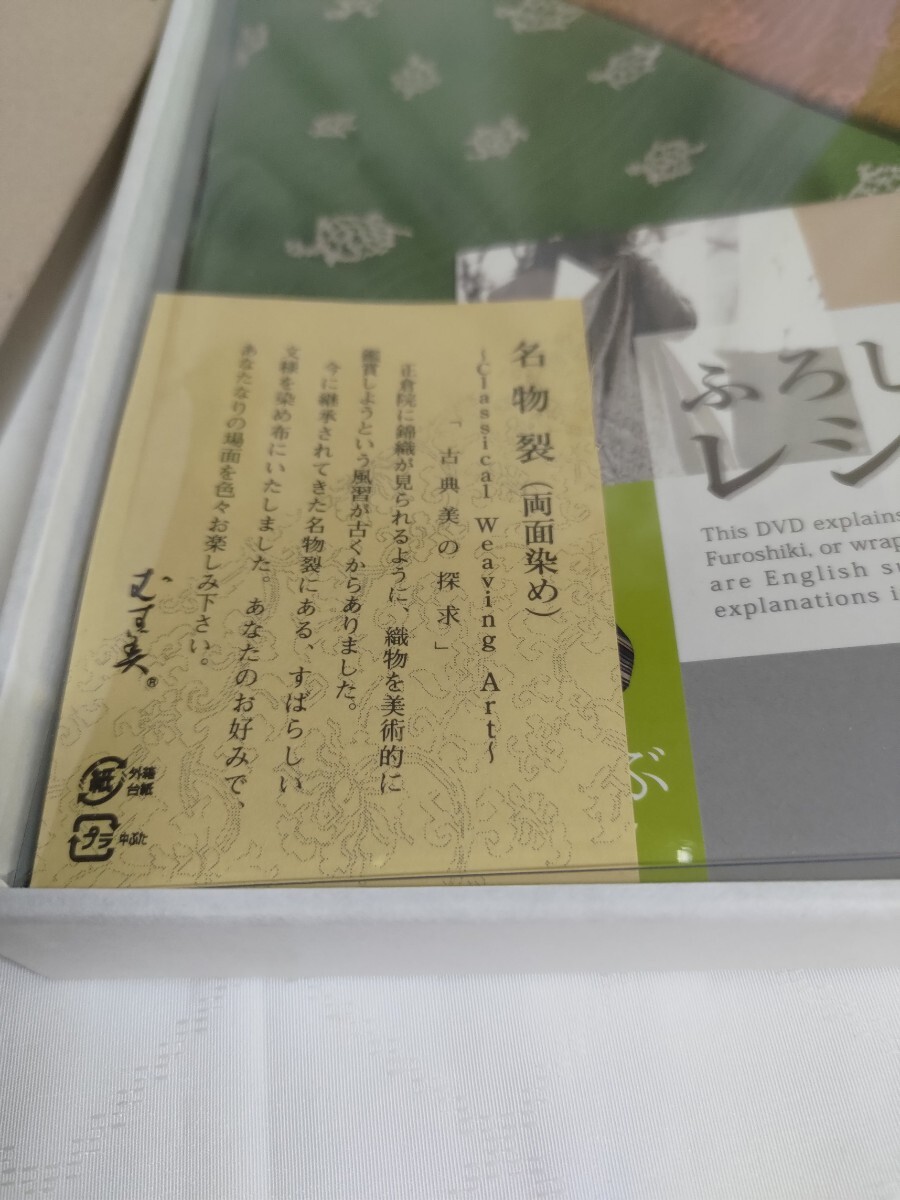 名物裂（両面染め）
~Classical Weaving Art~
「古典美の探求」
正倉院に錦織が見られるように、織物を美術的に
鑑賞しようという風習が古くからありました。
今に継承されてきた名物裂にある、すばらしい
文様を染め布にいたしました。あなたのお好みで、
あなたなりの場面を色々お楽しみ下さい。
むす美®
紙
外箱
台紙
プラ
中ぶた
ふろし
レシ
This DVD explains
Furoshiki, or wrap
are English su
explanations i
ぶ